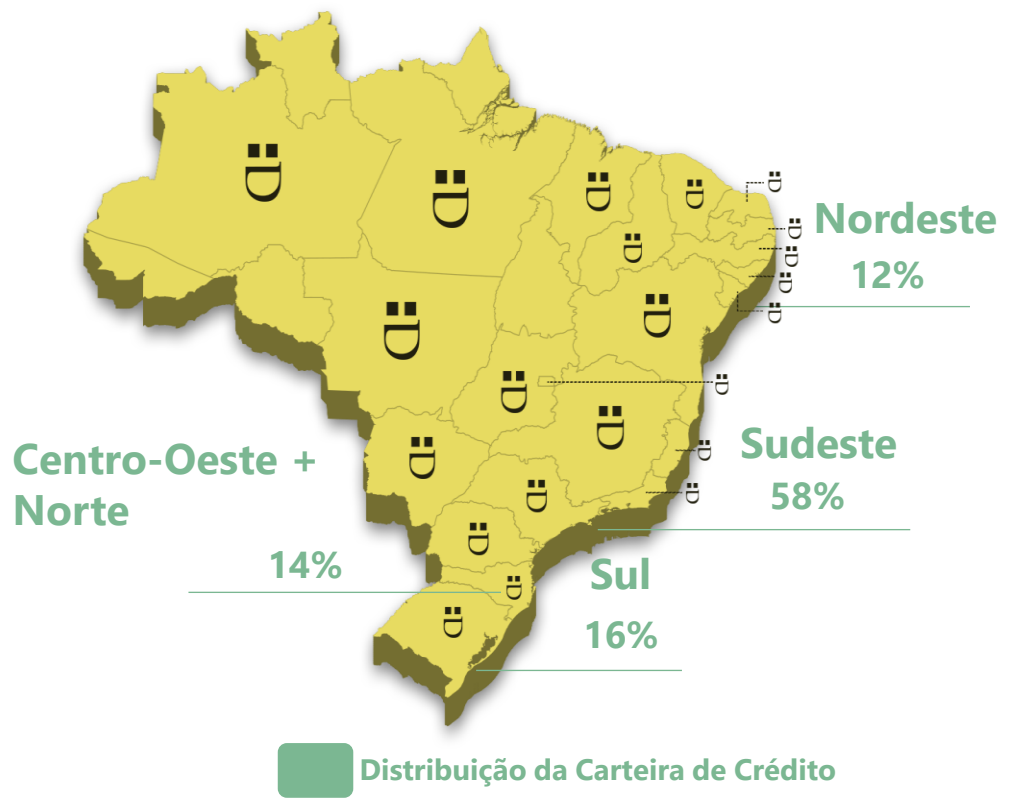 Nordeste
12%
Centro-Oeste +
Norte
14%
Sudeste
58%
Sul
16%
Distribuição da Carteira de Crédito